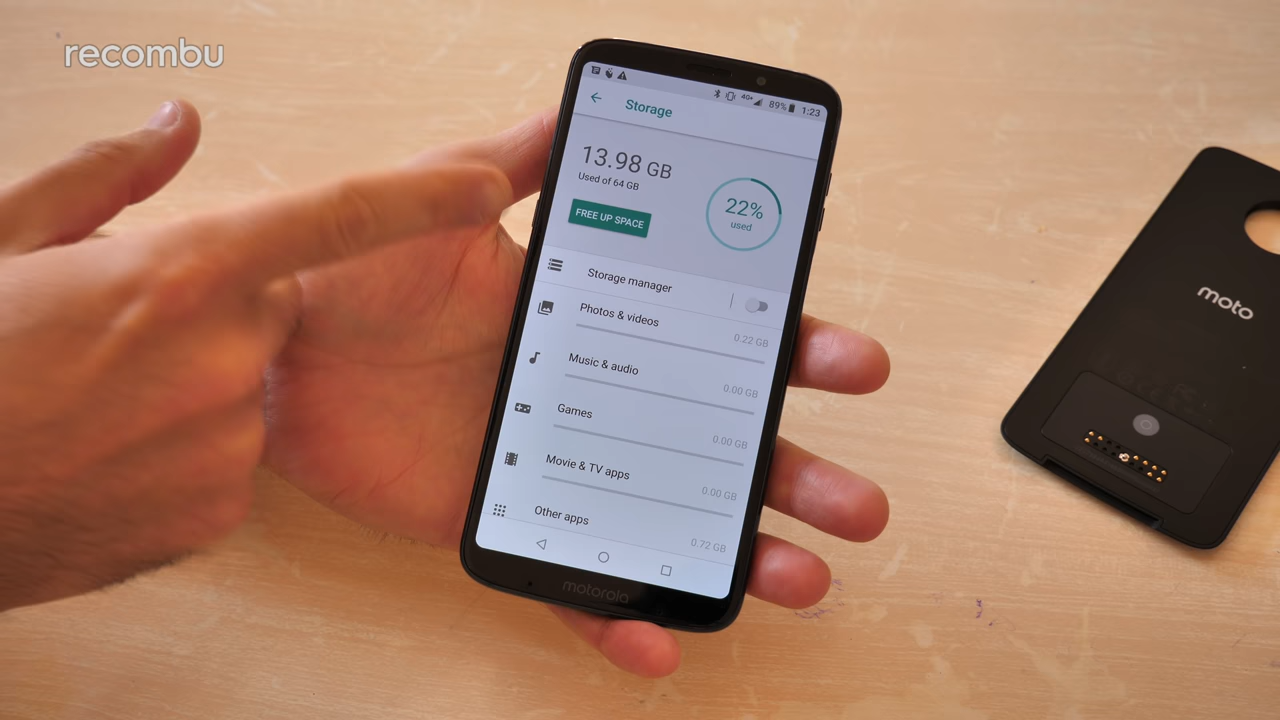 recombu
4G+ 89% 1:23
Storage
13.98 GB
Used of 64 GB
22%
used
FREE UP SPACE
Storage manager
Photos & videos
0.22 GB
Music & audio
0.00 GB
Games
0.00 GB
Movie & TV apps
0.00 GB
Other apps
0.72 GB
motorola
moto